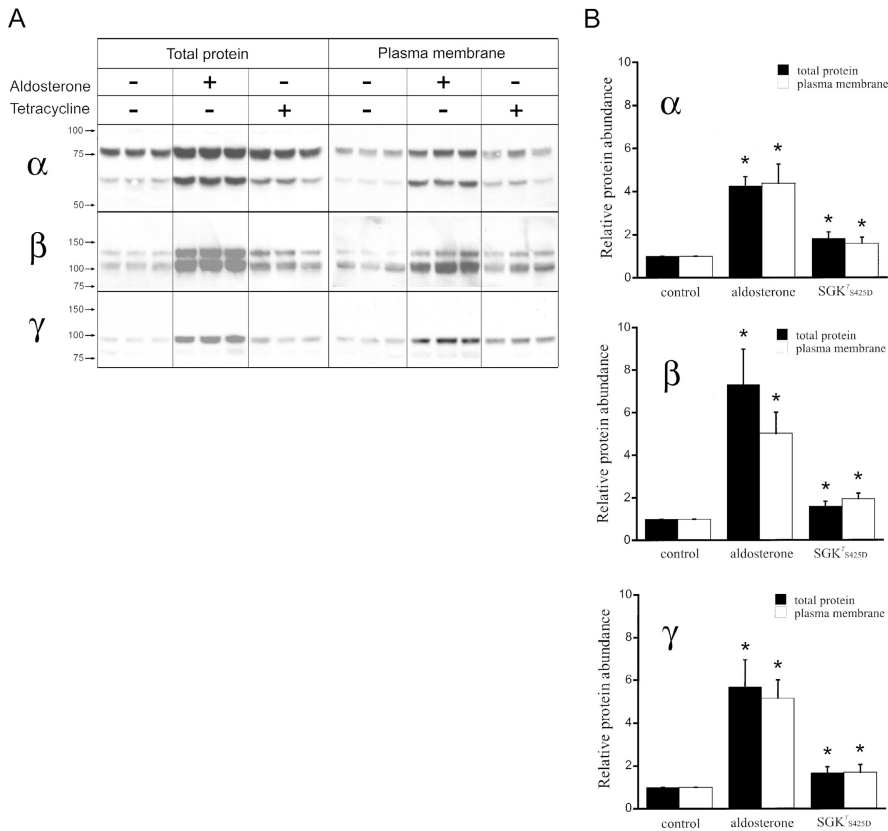 A
Total protein Plasma membrane
Aldosterone - + - - + -
Tetracycline - - + - - +
α
100
75
50
β
150
100
75
γ
150
100
75
B
α
Relative protein abundance
10
8
6
4
2
0
total protein
plasma membrane
* * * *
control aldosterone SGK^T_S425D
β
Relative protein abundance
10
8
6
4
2
0
total protein
plasma membrane
* * * *
control aldosterone SGK^T_S425D
γ
Relative protein abundance
10
8
6
4
2
0
total protein
plasma membrane
* * * *
control aldosterone SGK^T_S425D